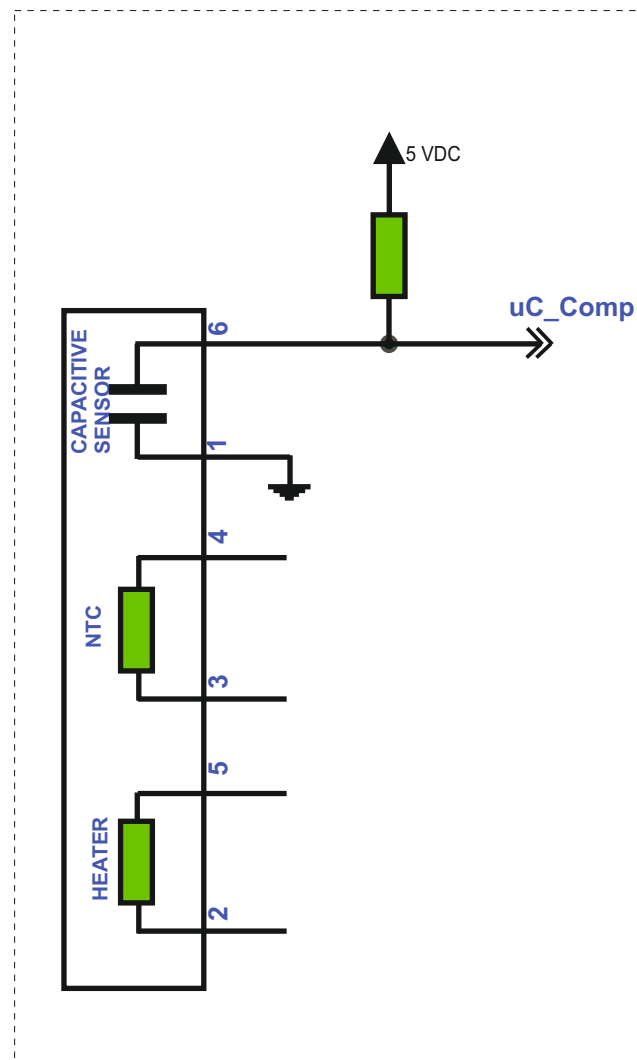 5 VDC
uC_Comp
6
CAPACITIVE
SENSOR
1
4
NTC
3
5
HEATER
2